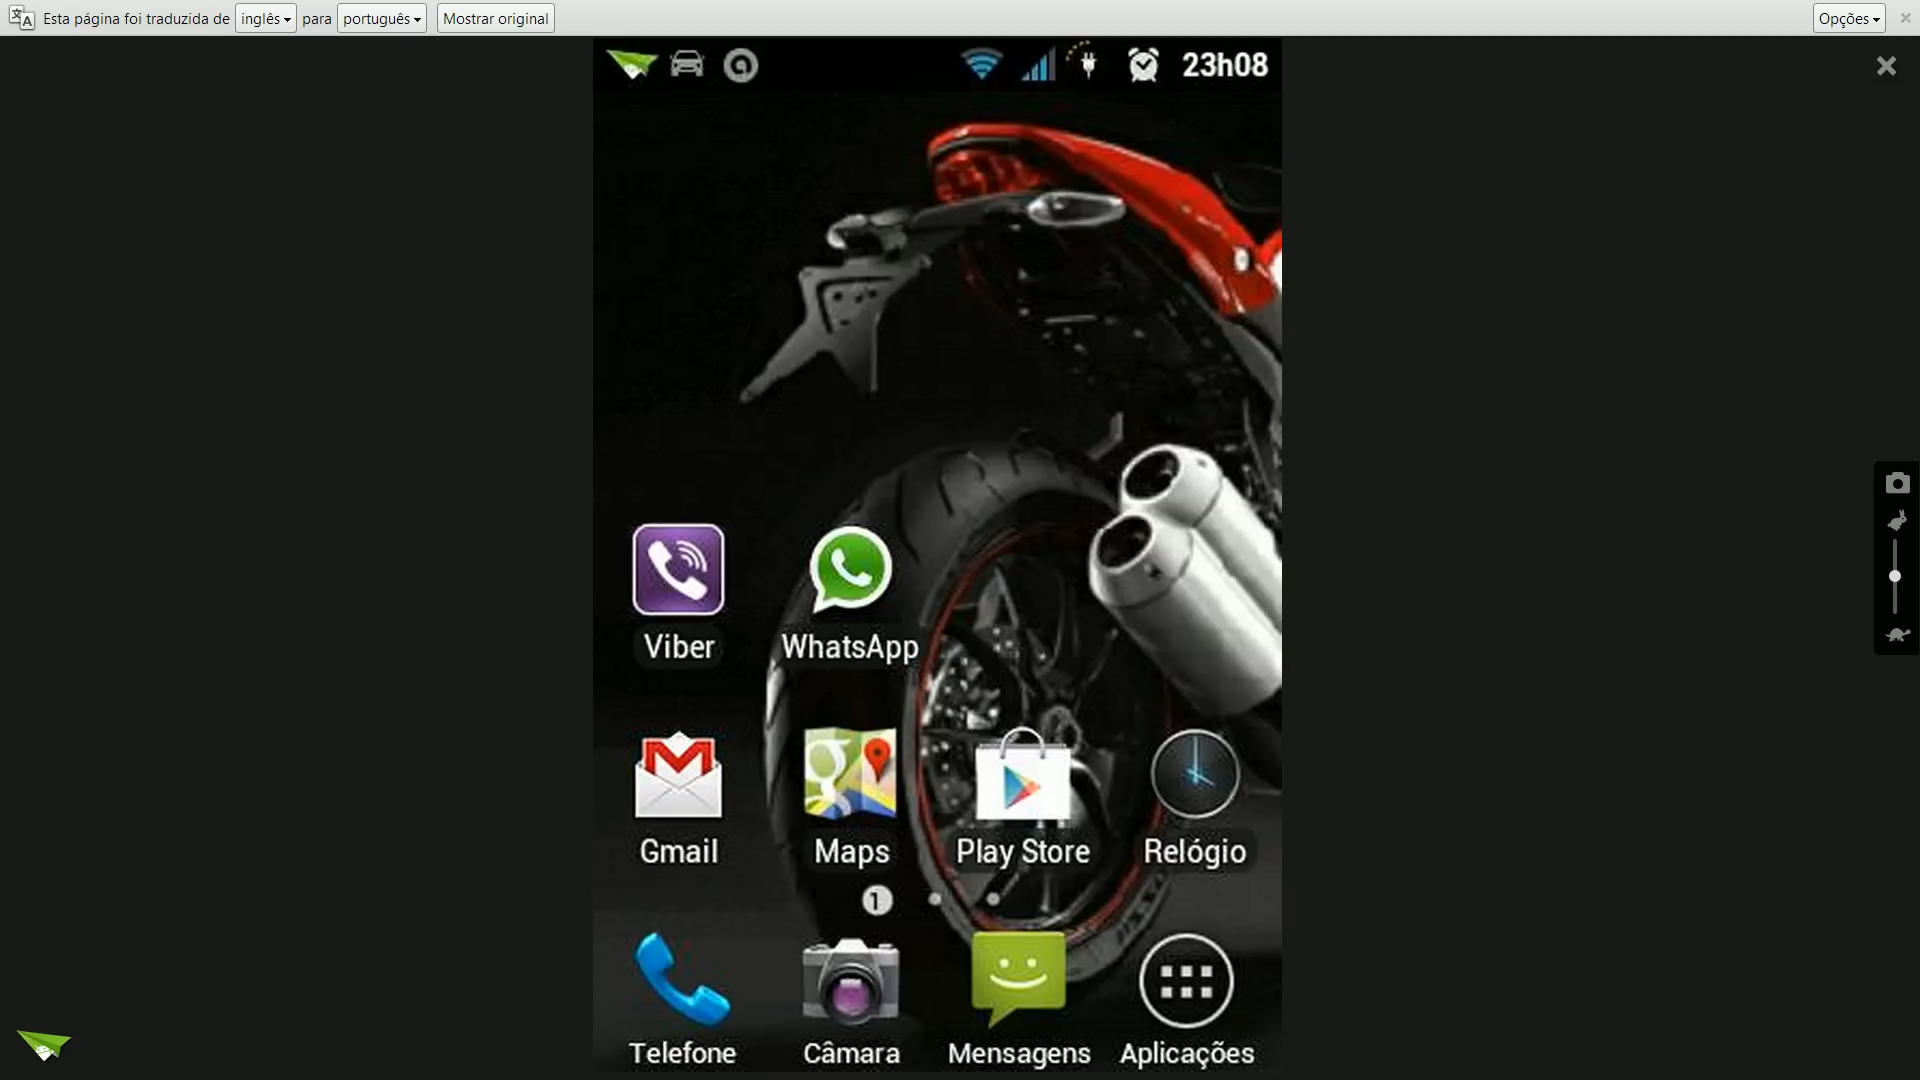 Esta página foi traduzida de inglês para português Mostrar original Opções
23h08
Viber WhatsApp
Gmail Maps Play Store Relógio
1
Telefone Câmara Mensagens Aplicações